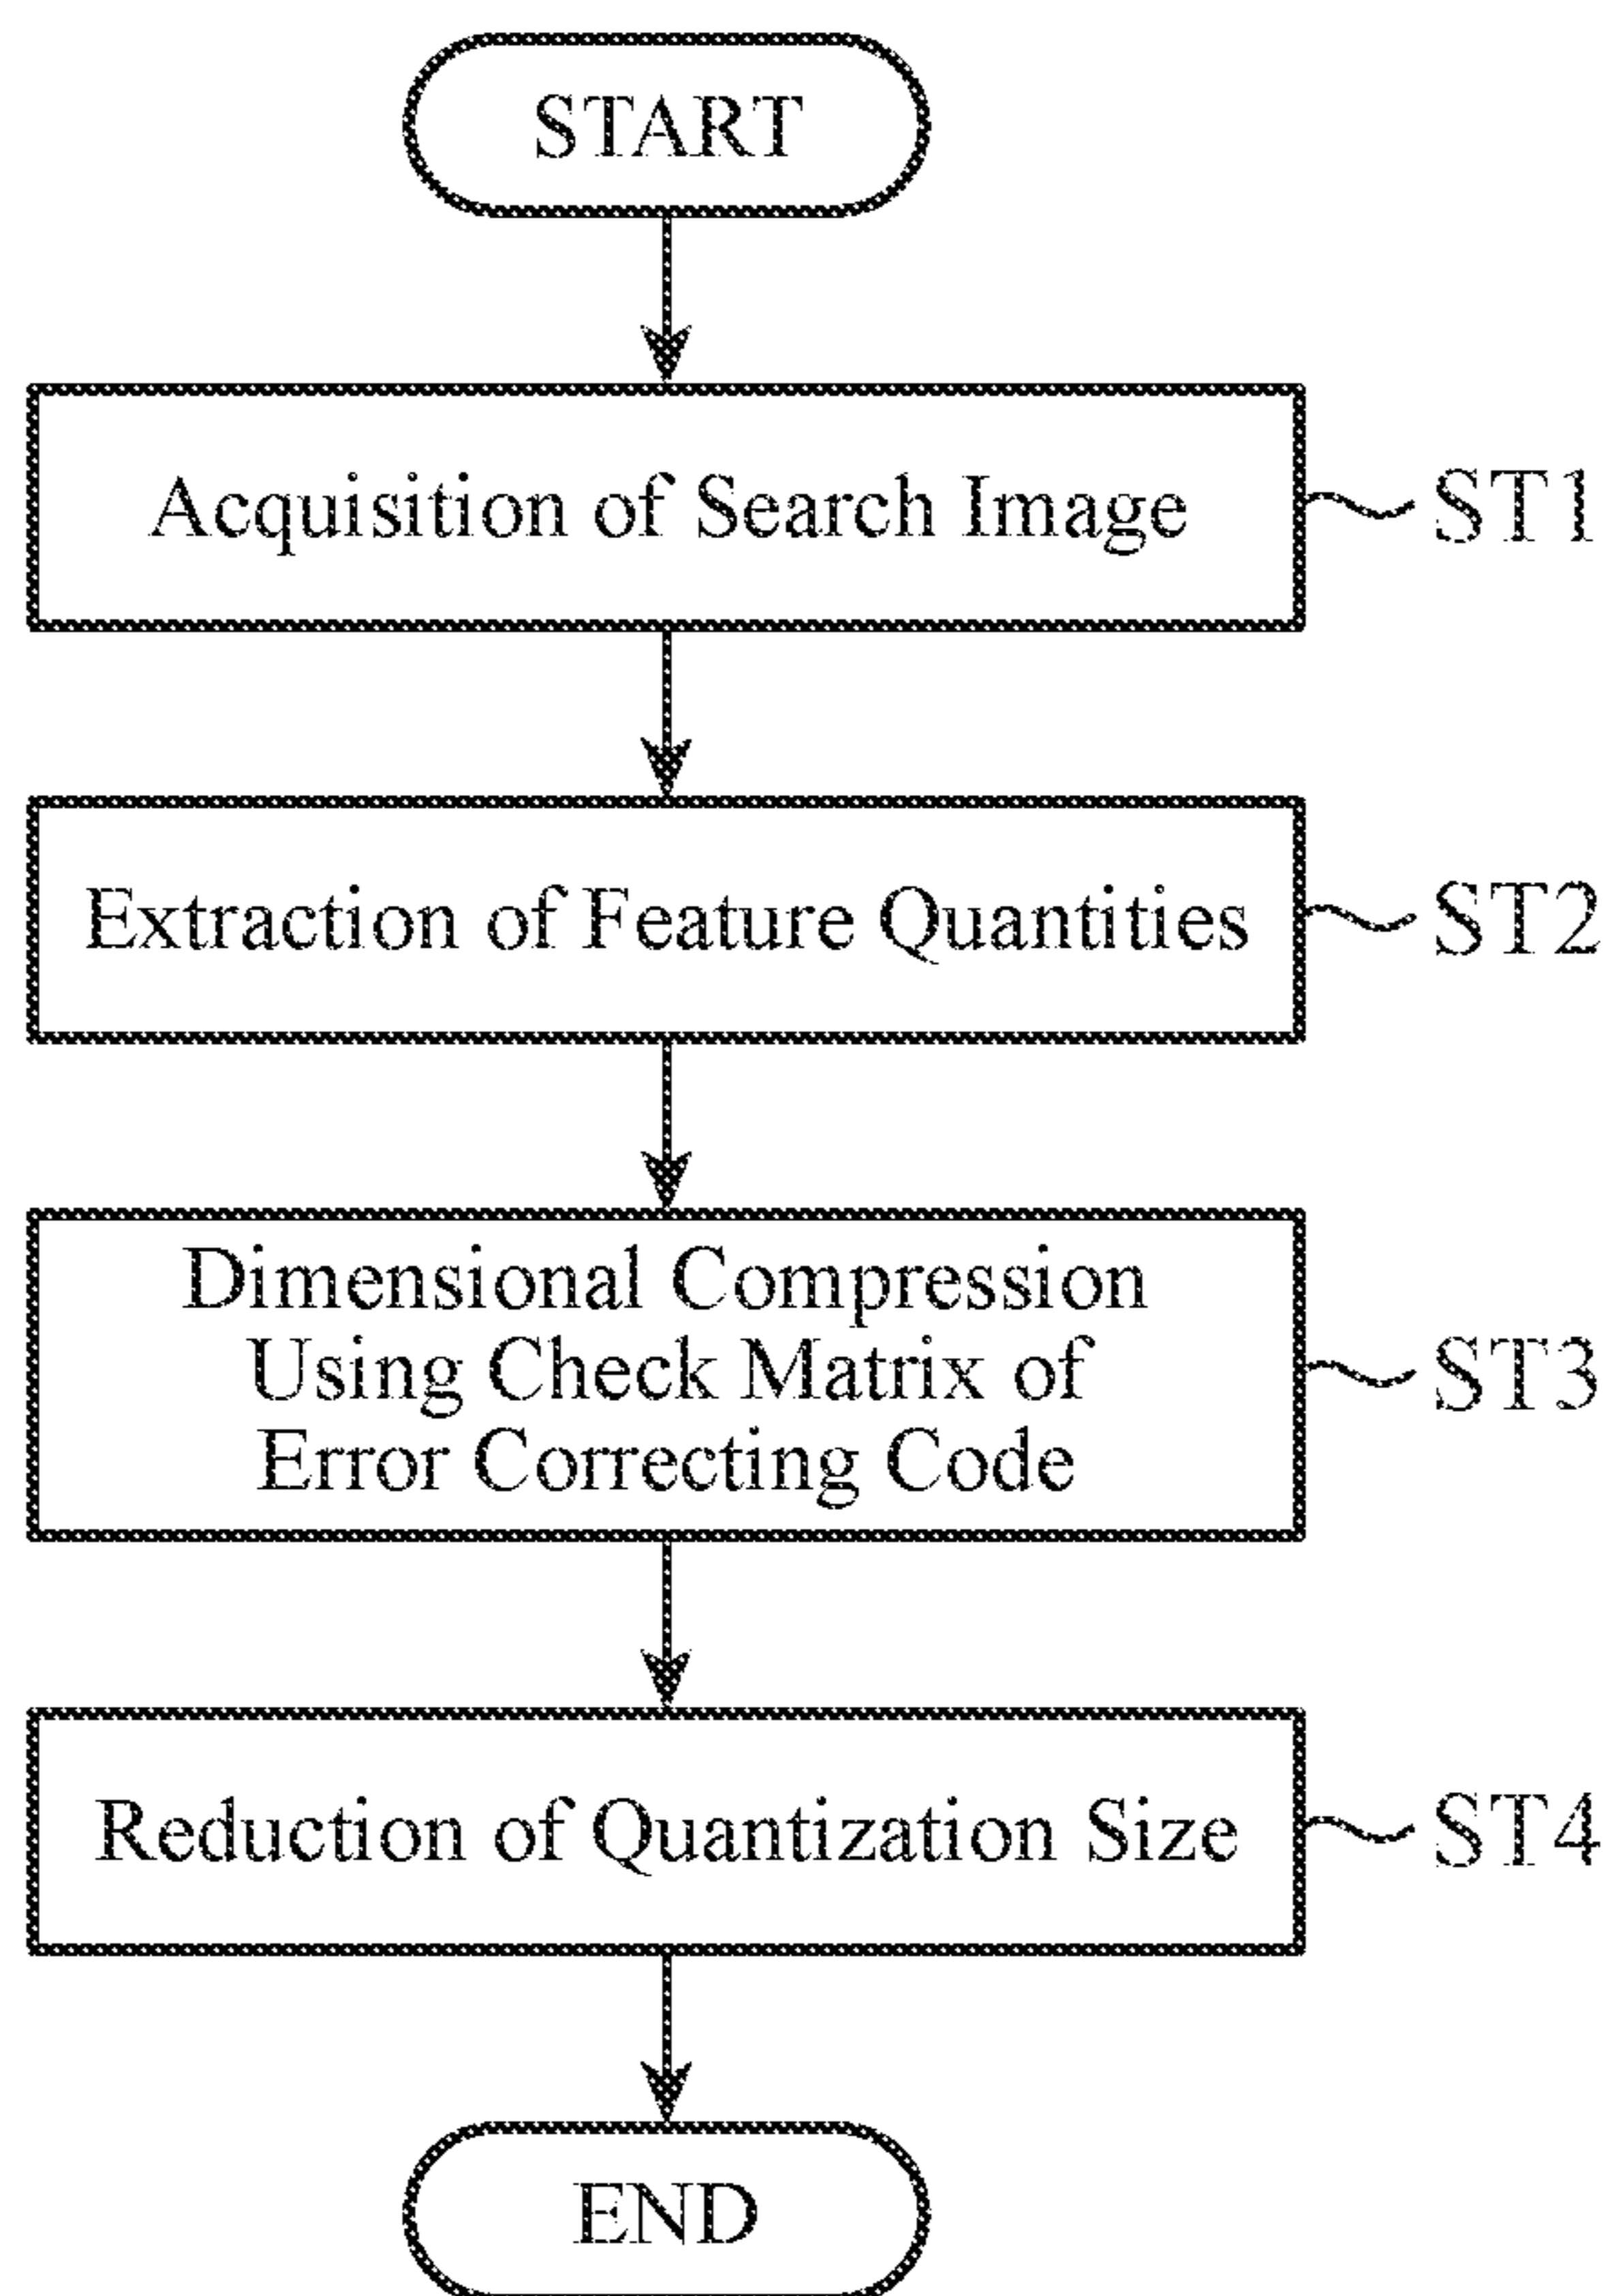 START
Acquisition of Search Image ST1
Extraction of Feature Quantities ST2
Dimensional Compression
Using Check Matrix of ST3
Error Correcting Code
Reduction of Quantization Size ST4
END